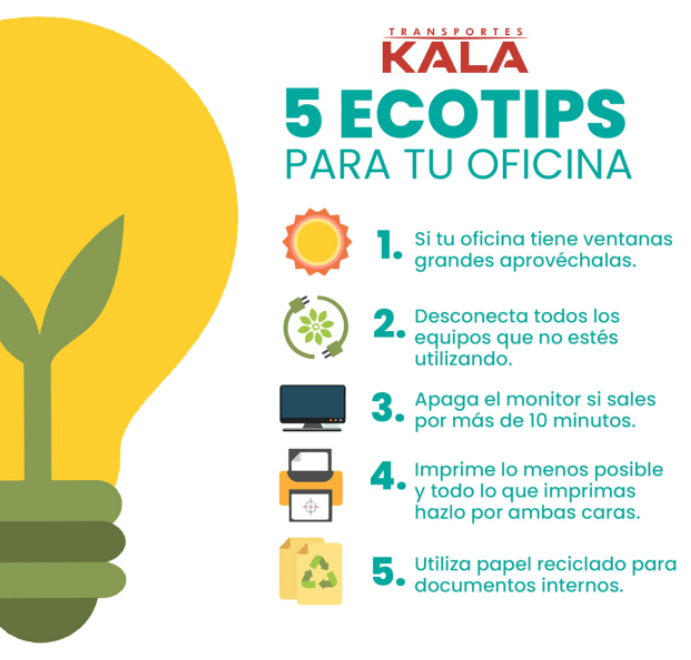 TRANSPORTES
KALA
5 ECOTIPS
PARA TU OFICINA
1. Si tu oficina tiene ventanas
grandes aprovéchalas.
2. Desconecta todos los
equipos que no estés
utilizando.
3. Apaga el monitor si sales
por más de 10 minutos.
4. Imprime lo menos posible
y todo lo que imprimas
hazlo por ambas caras.
5. Utiliza papel reciclado para
documentos internos.